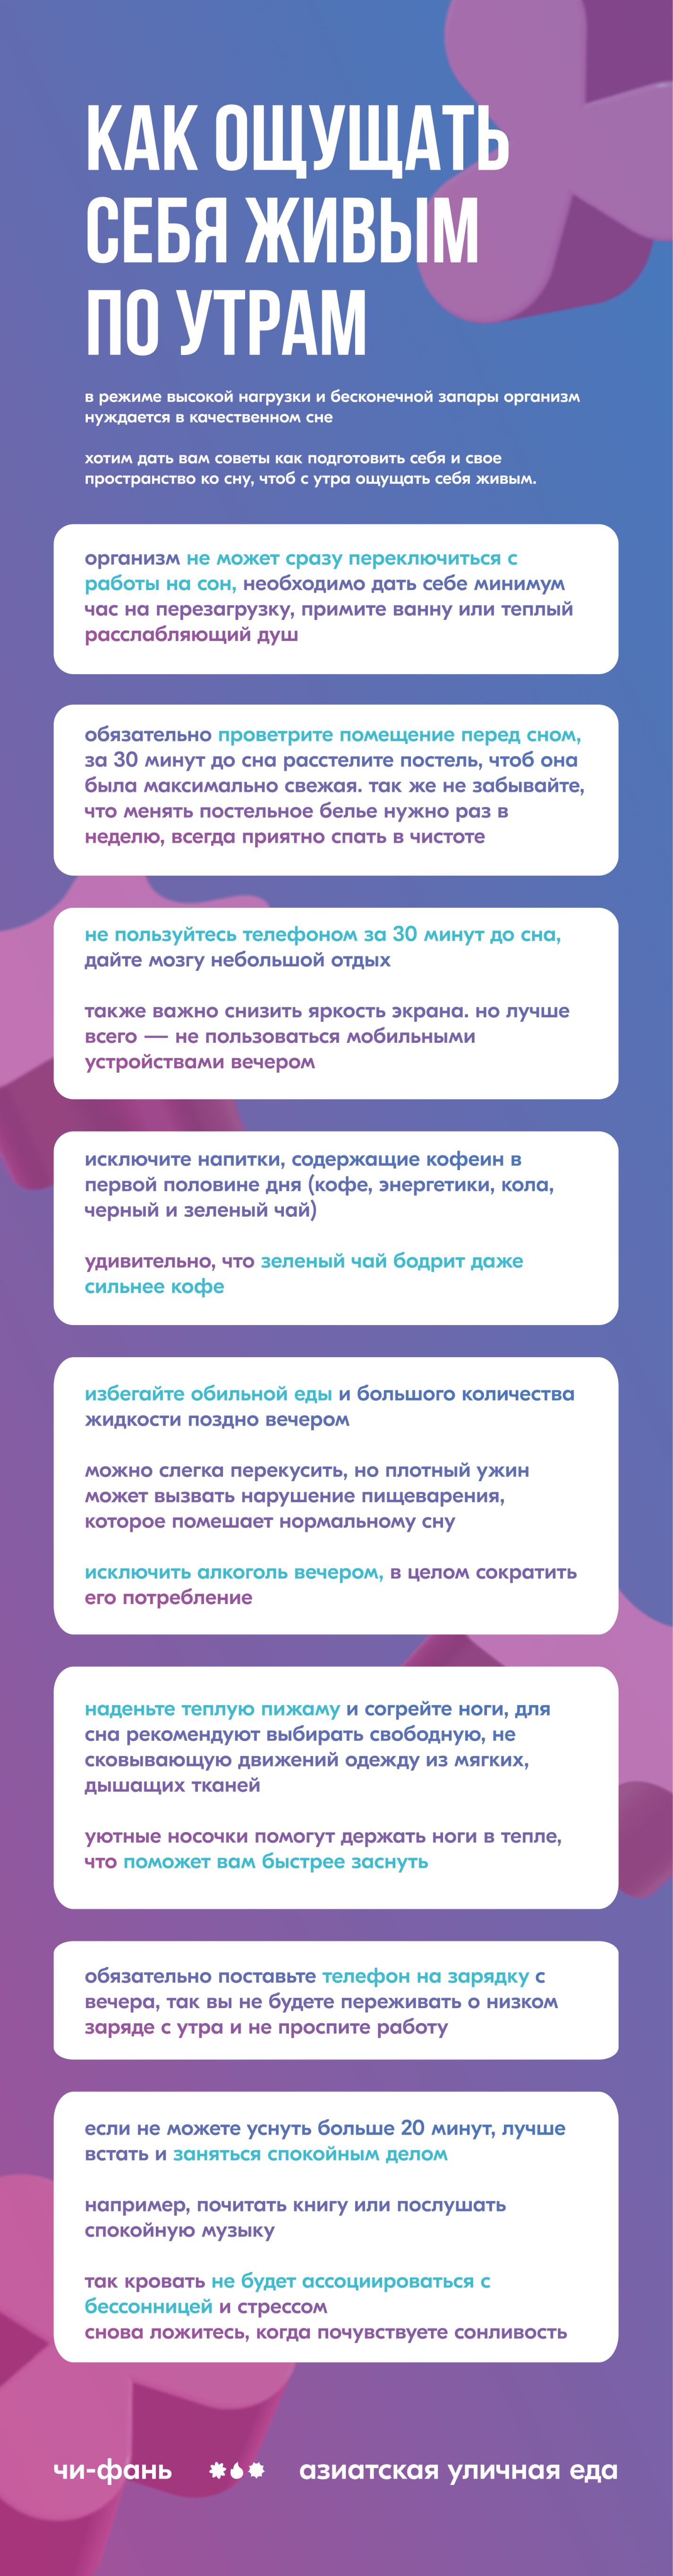 КАК ОЩУЩАТЬ
СЕБЯ ЖИВЫМ
ПО УТРАМ
в режиме высокой нагрузки и бесконечной запары организм
нуждается в качественном сне
хотим дать вам советы как подготовить себя и свое
пространство ко сну, чтоб с утра ощущать себя живым.
организм не может сразу переключиться с
работы на сон, необходимо дать себе минимум
час на перезагрузку, примите ванну или теплый
расслабляющий душ
обязательно проветрите помещение перед сном,
за 30 минут до сна расстелите постель, чтоб она
была максимально свежая. так же не забывайте,
что менять постельное белье нужно раз в
неделю, всегда приятно спать в чистоте
не пользуйтесь телефоном за 30 минут до сна,
дайте мозгу небольшой отдых
также важно снизить яркость экрана. но лучше
всего — не пользоваться мобильными
устройствами вечером
исключите напитки, содержащие кофеин в
первой половине дня (кофе, энергетики, кола,
черный и зеленый чай)
удивительно, что зеленый чай бодрит даже
сильнее кофе
избегайте обильной еды и большого количества
жидкости поздно вечером
можно слегка перекусить, но плотный ужин
может вызвать нарушение пищеварения,
которое помешает нормальному сну
исключить алкоголь вечером, в целом сократить
его потребление
наденьте теплую пижаму и согрейте ноги, для
сна рекомендуют выбирать свободную, не
сковывающую движений одежду из мягких,
дышащих тканей
уютные носочки помогут держать ноги в тепле,
что поможет вам быстрее заснуть
обязательно поставьте телефон на зарядку с
вечера, так вы не будете переживать о низком
заряде с утра и не проспите работу
если не можете уснуть больше 20 минут, лучше
встать и заняться спокойным делом
например, почитать книгу или послушать
спокойную музыку
так кровать не будет ассоциироваться с
бессонницей и стрессом
снова ложитесь, когда почувствуете сонливость
чи-фань азиатская уличная еда